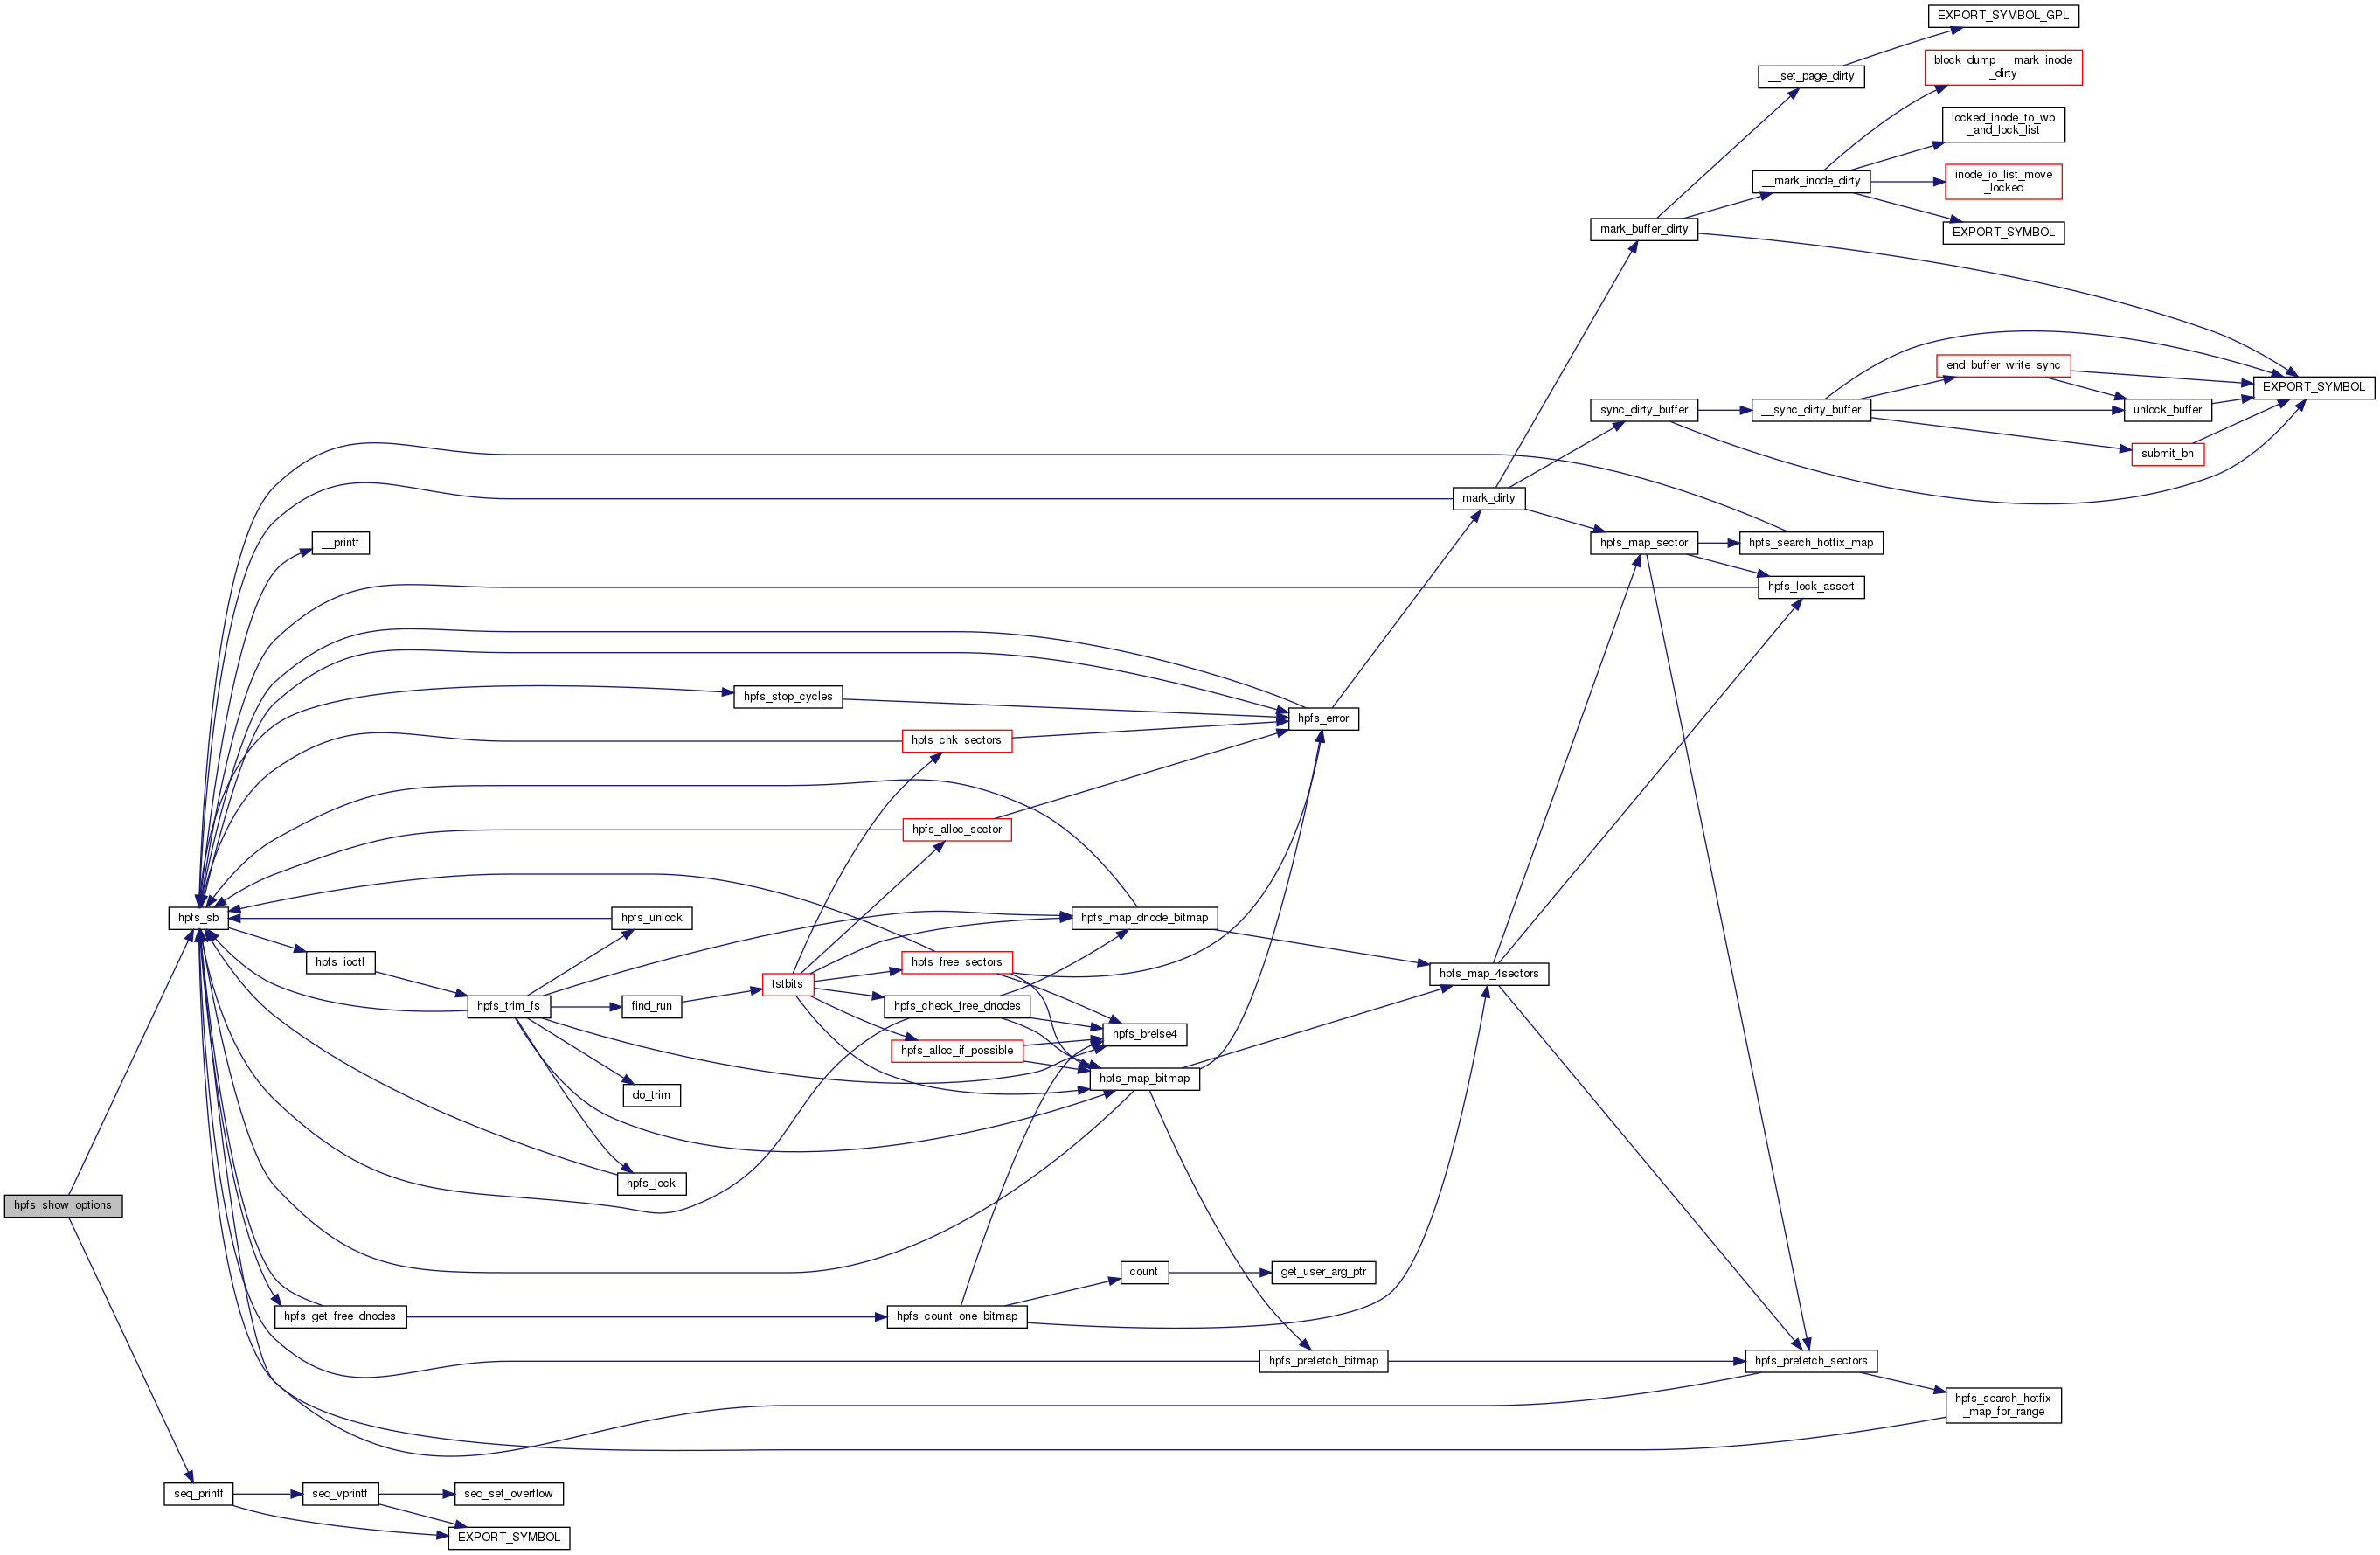 EXPORT_SYMBOL_GPL
block_dump___mark_inode
_dirty
__set_page_dirty
locked_inode_to_wb
_and_lock_list
__mark_inode_dirty
inode_io_list_move
_locked
mark_buffer_dirty
EXPORT_SYMBOL
end_buffer_write_sync
EXPORT_SYMBOL
sync_dirty_buffer
__sync_dirty_buffer
unlock_buffer
submit_bh
mark_dirty
__printf
hpfs_map_sector
hpfs_search_hotfix_map
hpfs_lock_assert
hpfs_stop_cycles
hpfs_error
hpfs_chk_sectors
hpfs_alloc_sector
hpfs_sb
hpfs_unlock
hpfs_map_dnode_bitmap
hpfs_ioctl
hpfs_free_sectors
hpfs_map_4sectors
tstbits
hpfs_trim_fs
find_run
hpfs_check_free_dnodes
hpfs_brelse4
hpfs_alloc_if_possible
hpfs_map_bitmap
do_trim
hpfs_lock
hpfs_show_options
count
get_user_arg_ptr
hpfs_get_free_dnodes
hpfs_count_one_bitmap
hpfs_prefetch_bitmap
hpfs_prefetch_sectors
hpfs_search_hotfix
_map_for_range
seq_printf
seq_vprintf
seq_set_overflow
EXPORT_SYMBOL